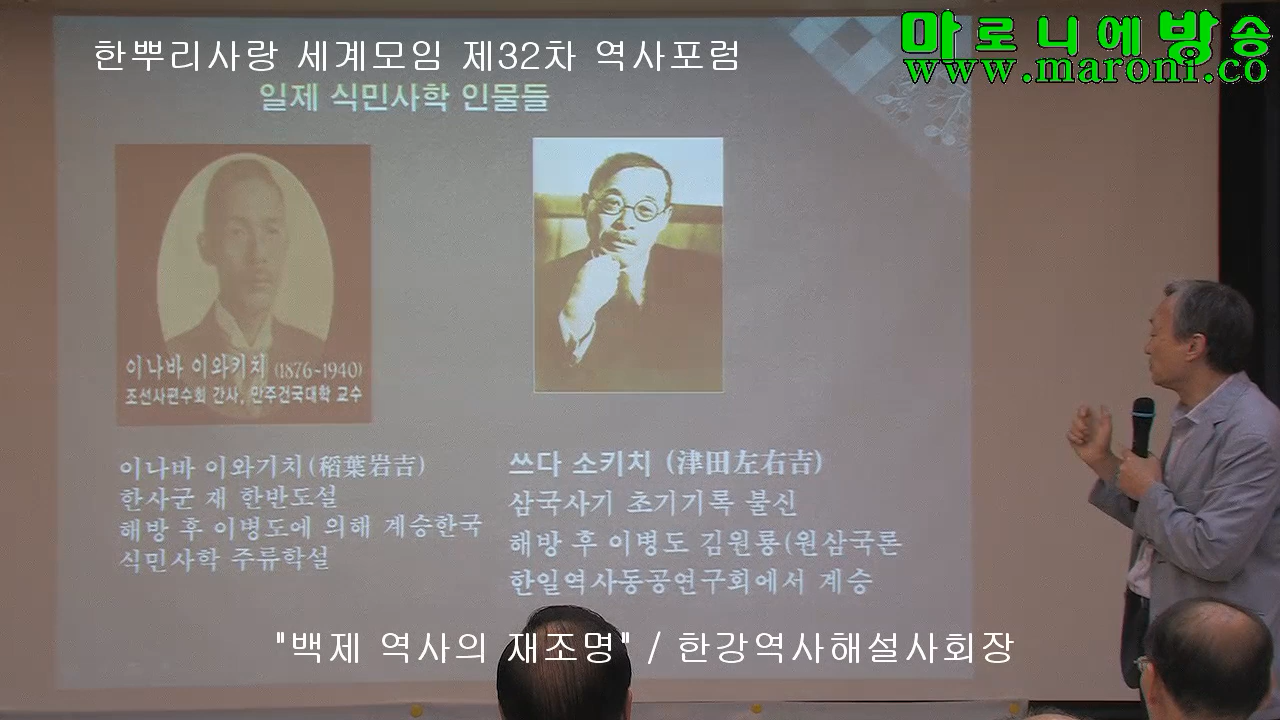 마로니에방송
www.maroni.co
한뿌리사랑 세계모임 제32차 역사포럼
일제 식민사학 인물들
이나바 이와키치 (1876~1940)
조선사편수회 간사, 만주건국대학 교수
이나바 이와기치(稻葉岩吉)
한사군 재 한반도설
해방 후 이병도에 의해 계승한국
식민사학 주류학설
쓰다 소키치 (津田左右吉)
삼국사기 초기기록 불신
해방 후 이병도 김원룡(원삼국론
한일역사동공연구회에서 계승
"백제 역사의 재조명" / 한강역사해설사회장